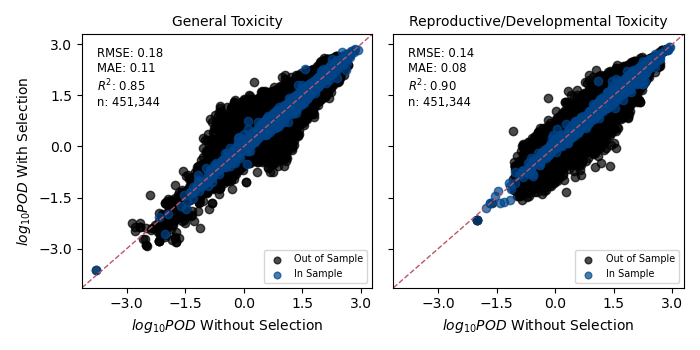 General Toxicity
RMSE: 0.18
MAE: 0.11
R²: 0.85
n: 451,344
log₁₀POD With Selection
3.0
1.5
0.0
−1.5
−3.0
Out of Sample
In Sample
−3.0 −1.5 0.0 1.5 3.0
log₁₀POD Without Selection
Reproductive/Developmental Toxicity
RMSE: 0.14
MAE: 0.08
R²: 0.90
n: 451,344
Out of Sample
In Sample
−3.0 −1.5 0.0 1.5 3.0
log₁₀POD Without Selection